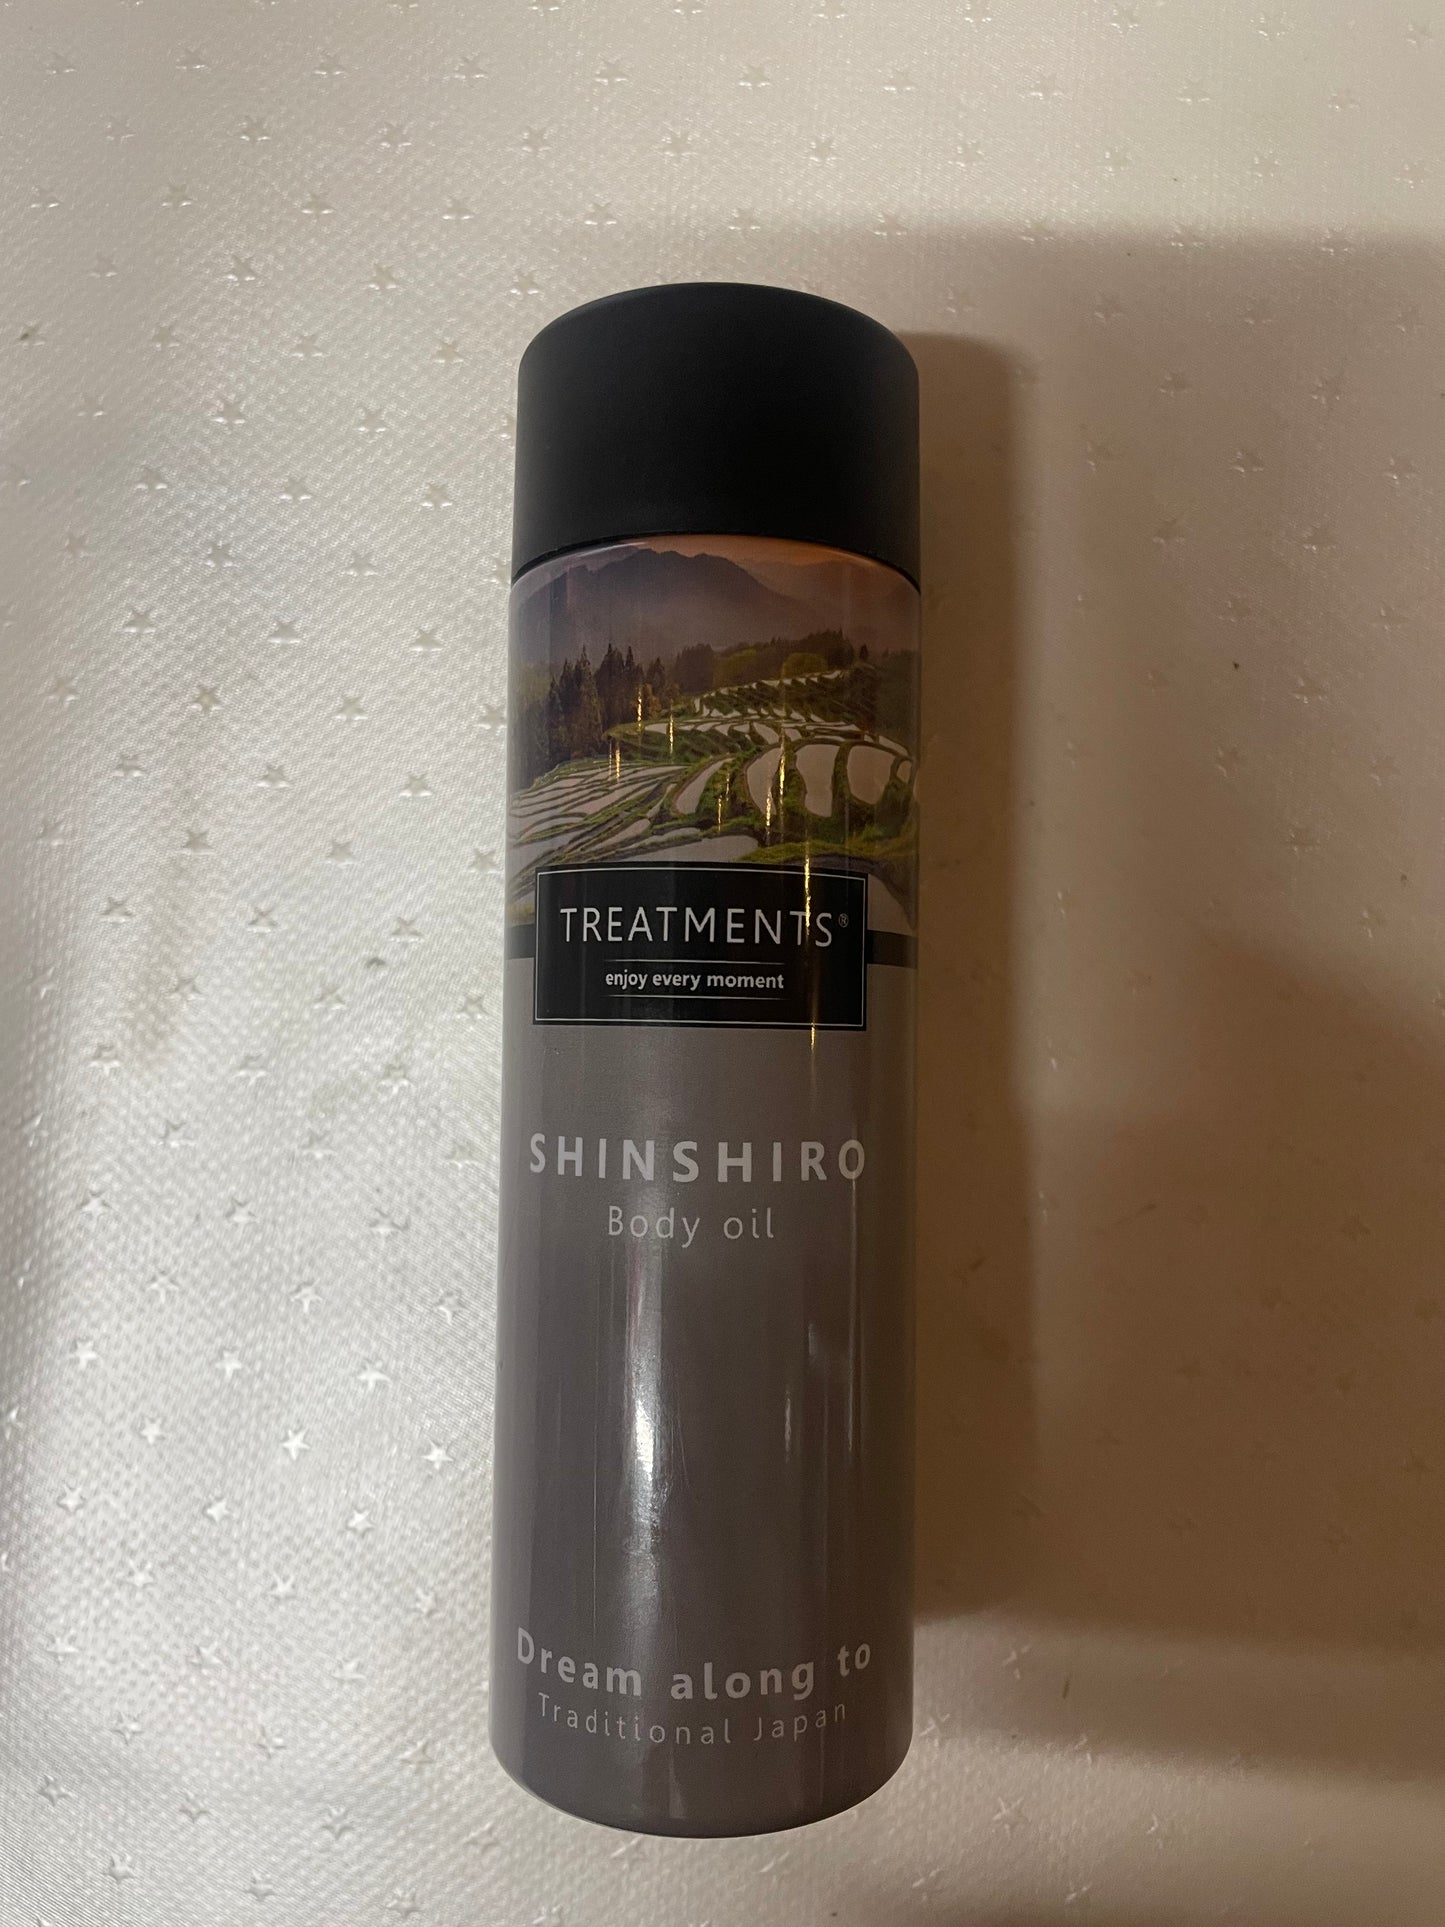 TREATMENTS®
enjoy every moment
SHINSHIRO
Body oil
Dream along to
Traditional Japan